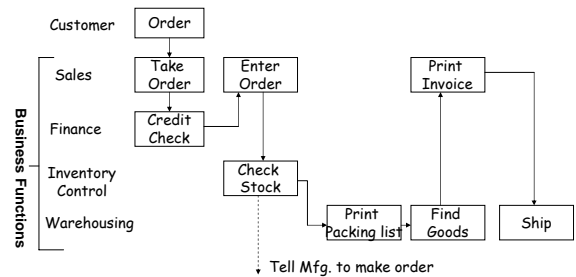 Customer
Order
Sales
Take
Order
Enter
Order
Print
Invoice
Business Functions
Finance
Credit
Check
Inventory
Control
Check
Stock
Warehousing
Print
Packing list
Find
Goods
Ship
Tell Mfg. to make order